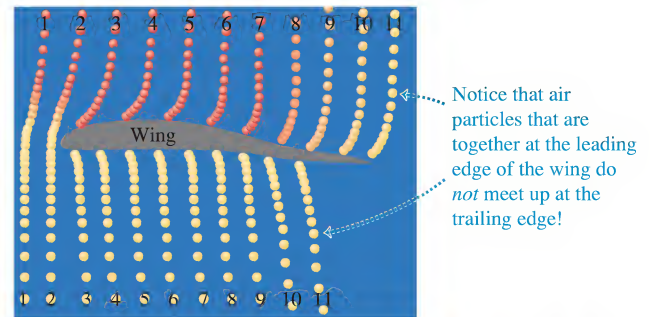 1 2 3 4 5 6 7 8 9 10 11
Wing
1 2 3 4 5 6 7 8 9 10 11
Notice that air
particles that are
together at the leading
edge of the wing do
not meet up at the
trailing edge!